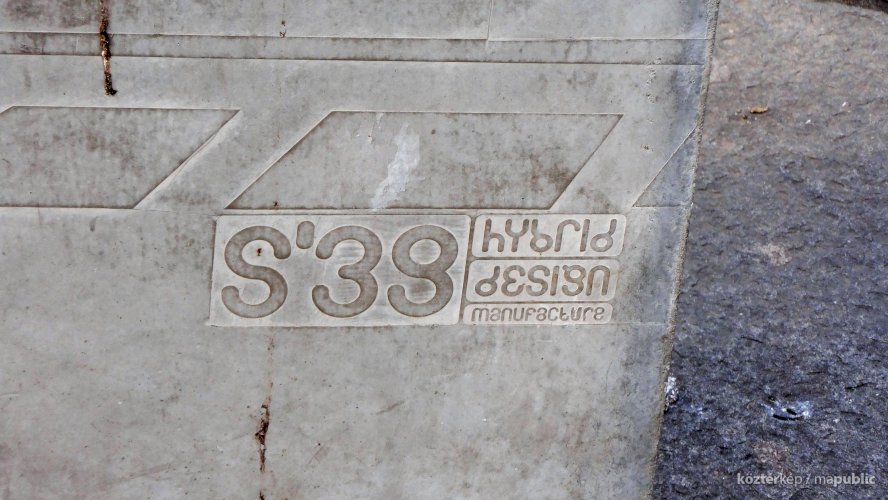 S'39
hybrid
design
manufacture
köztérkép / mapublic